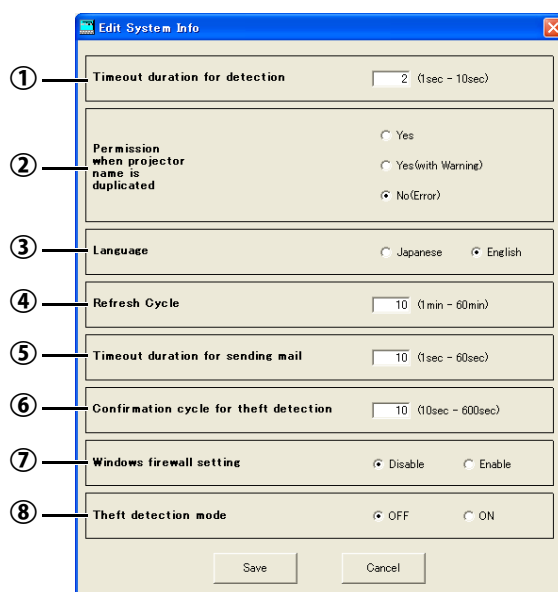 Edit System Info
① Timeout duration for detection 2 (1sec - 10sec)
② Permission
when projector
name is
duplicated
Yes
Yes(with Warning)
No(Error)
③ Language Japanese English
④ Refresh Cycle 10 (1min - 60min)
⑤ Timeout duration for sending mail 10 (1sec - 60sec)
⑥ Confirmation cycle for theft detection 10 (10sec - 600sec)
⑦ Windows firewall setting Disable Enable
⑧ Theft detection mode OFF ON
Save Cancel